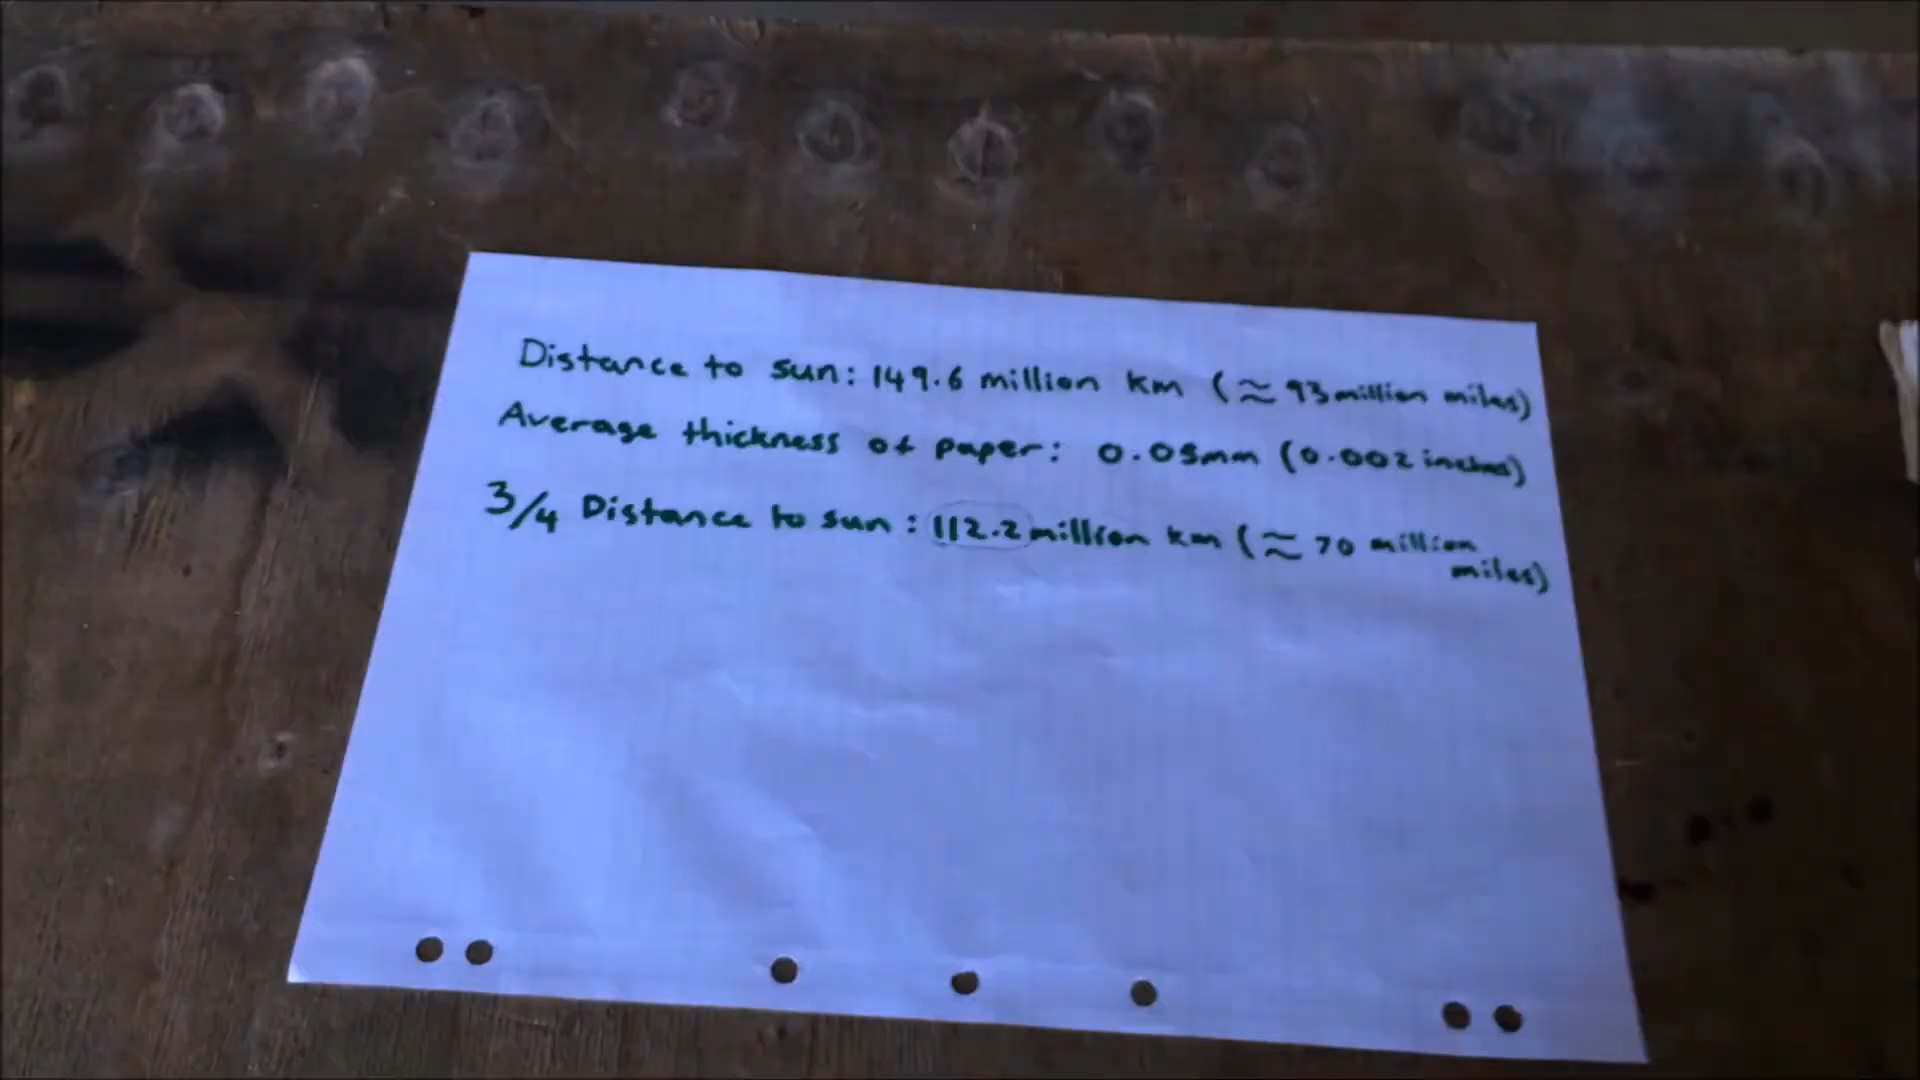 Distance to sun: 149.6 million km (≈ 93 million miles)
Average thickness of paper: 0.05mm (0.002 inches)
3/4 Distance to sun: 112.2 million km (≈ 70 million
miles)